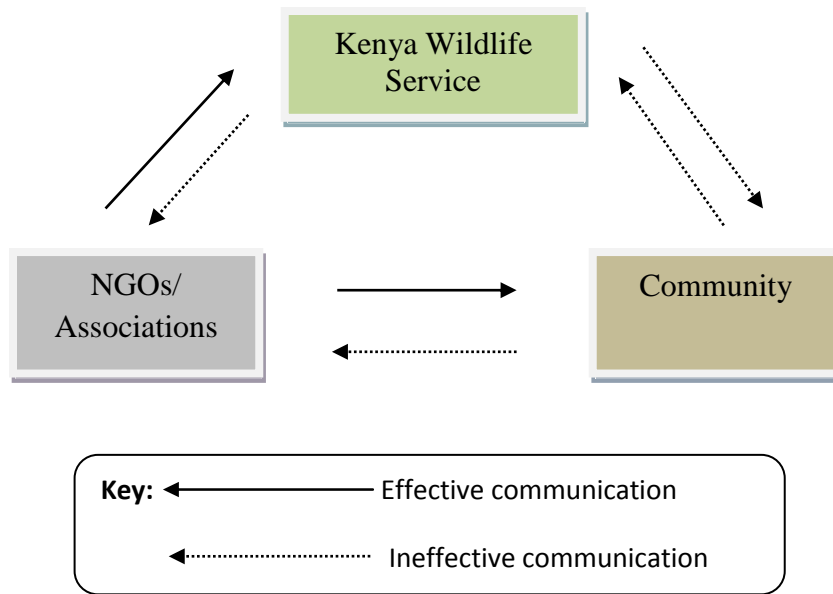 Kenya Wildlife
Service
NGOs/
Associations
Community
Key: Effective communication
Ineffective communication